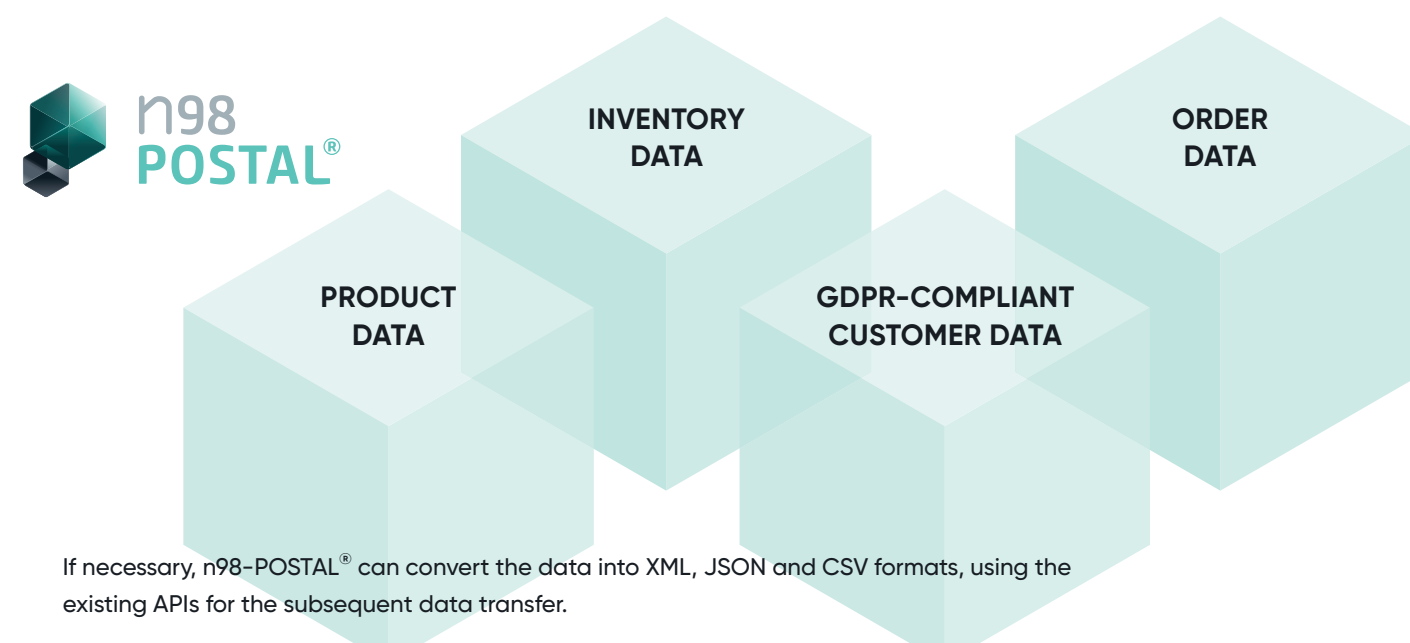 n98
POSTAL®
INVENTORY
DATA
ORDER
DATA
PRODUCT
DATA
GDPR-COMPLIANT
CUSTOMER DATA
If necessary, n98-POSTAL® can convert the data into XML, JSON and CSV formats, using the
existing APIs for the subsequent data transfer.